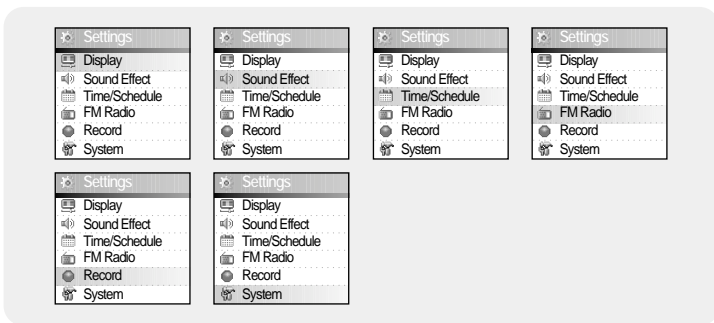 Settings
Display
Sound Effect
Time/Schedule
FM Radio
Record
System
Settings
Display
Sound Effect
Time/Schedule
FM Radio
Record
System
Settings
Display
Sound Effect
Time/Schedule
FM Radio
Record
System
Settings
Display
Sound Effect
Time/Schedule
FM Radio
Record
System
Settings
Display
Sound Effect
Time/Schedule
FM Radio
Record
System
Settings
Display
Sound Effect
Time/Schedule
FM Radio
Record
System